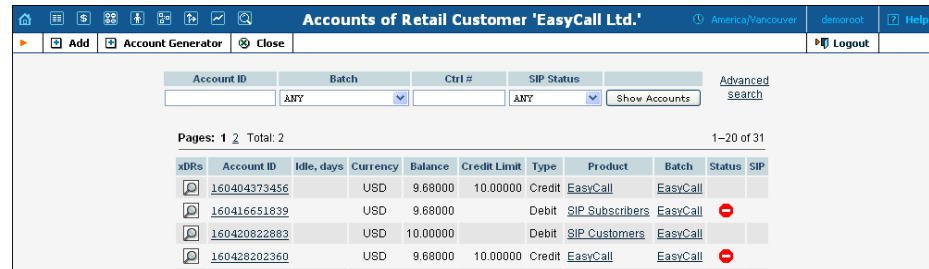 Accounts of Retail Customer 'EasyCall Ltd.' America/Vancouver demoroot ? Help
Add Account Generator Close Logout
Account ID Batch Ctrl # SIP Status Advanced search
ANY ANY Show Accounts
Pages: 1 2 Total: 2 1–20 of 31
xDRs Account ID Idle, days Currency Balance Credit Limit Type Product Batch Status SIP
160404373456 USD 9.68000 10.00000 Credit EasyCall EasyCall
160416651839 USD 9.68000 Debit SIP Subscribers EasyCall
160420822883 USD 10.00000 Debit SIP Customers EasyCall
160428202360 USD 9.68000 10.00000 Credit EasyCall EasyCall